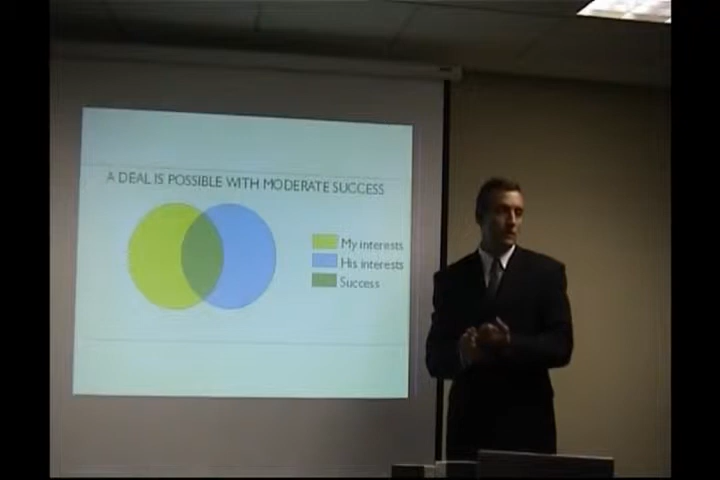 A DEAL IS POSSIBLE WITH MODERATE SUCCESS
My interests
His interests
Success